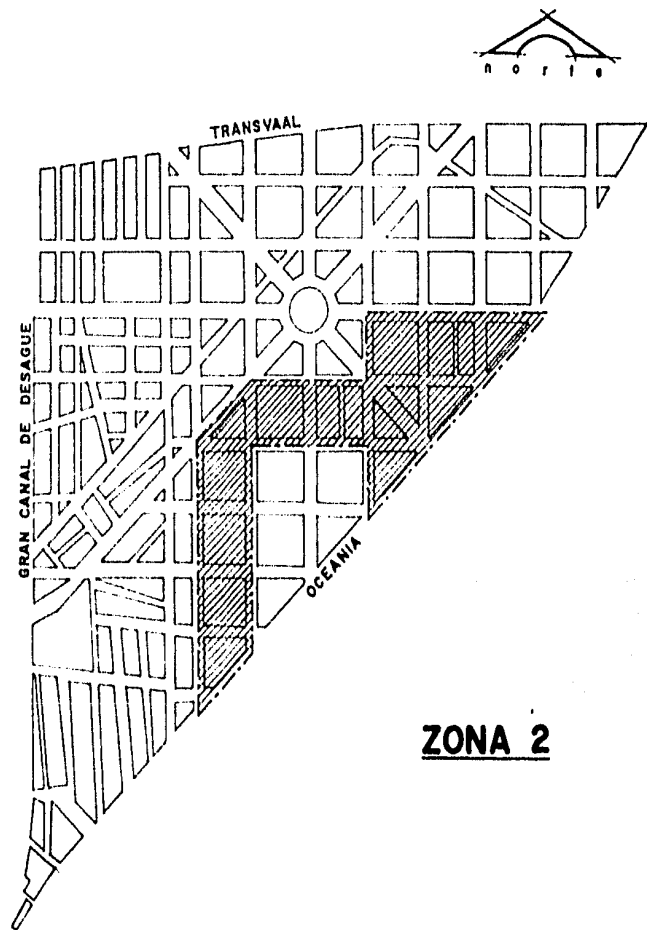 norte
TRANSVAAL
GRAN CANAL DE DESAGUE
OCEANIA
ZONA 2